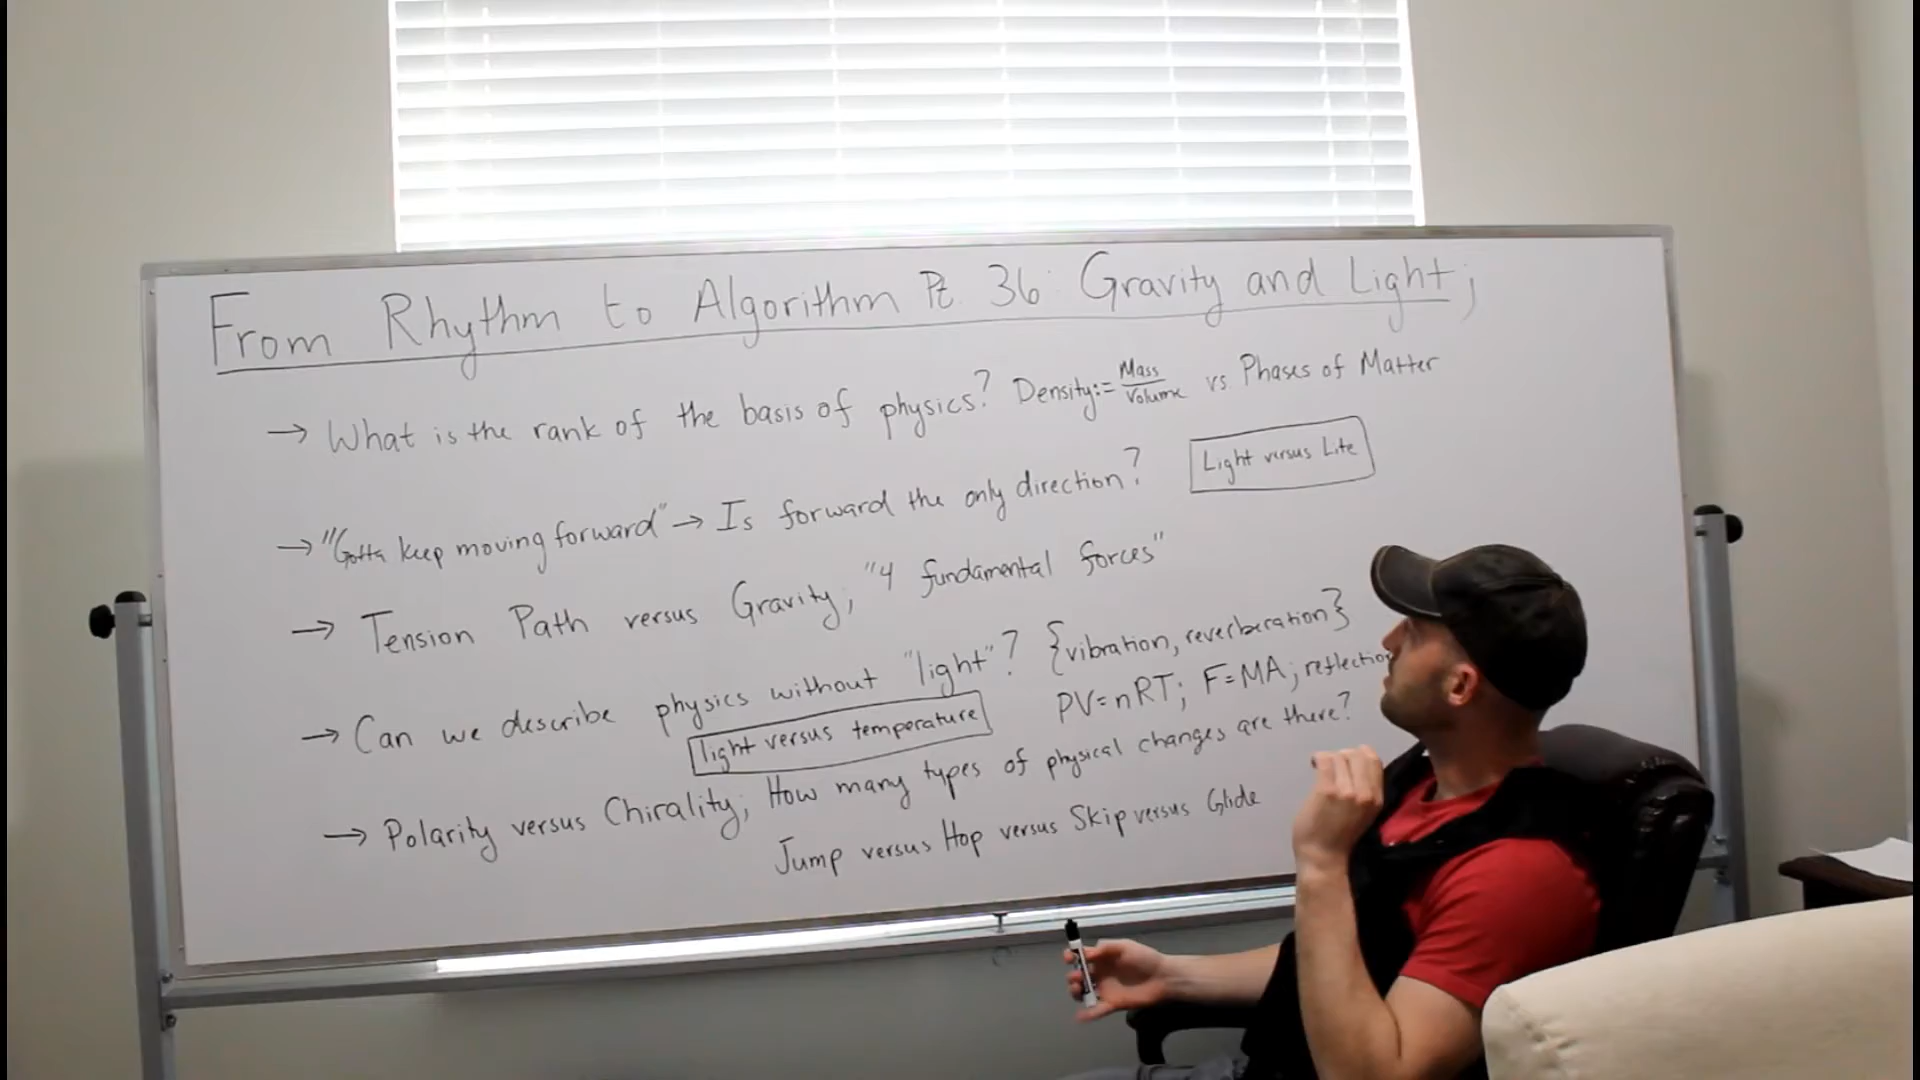 From Rhythm to Algorithm Pt. 36: Gravity and Light;
→ What is the rank of the basis of physics? Density:= Mass/Volume vs Phases of Matter
Light versus Lite
→ "Gotta keep moving forward" → Is forward the only direction?
→ Tension Path versus Gravity; "4 fundamental forces"
→ Can we describe physics without "light"? {vibration, reverberation}
light versus temperature
PV=nRT; F=MA; reflection
→ Polarity versus Chirality; How many types of physical changes are there?
Jump versus Hop versus Skip versus Glide